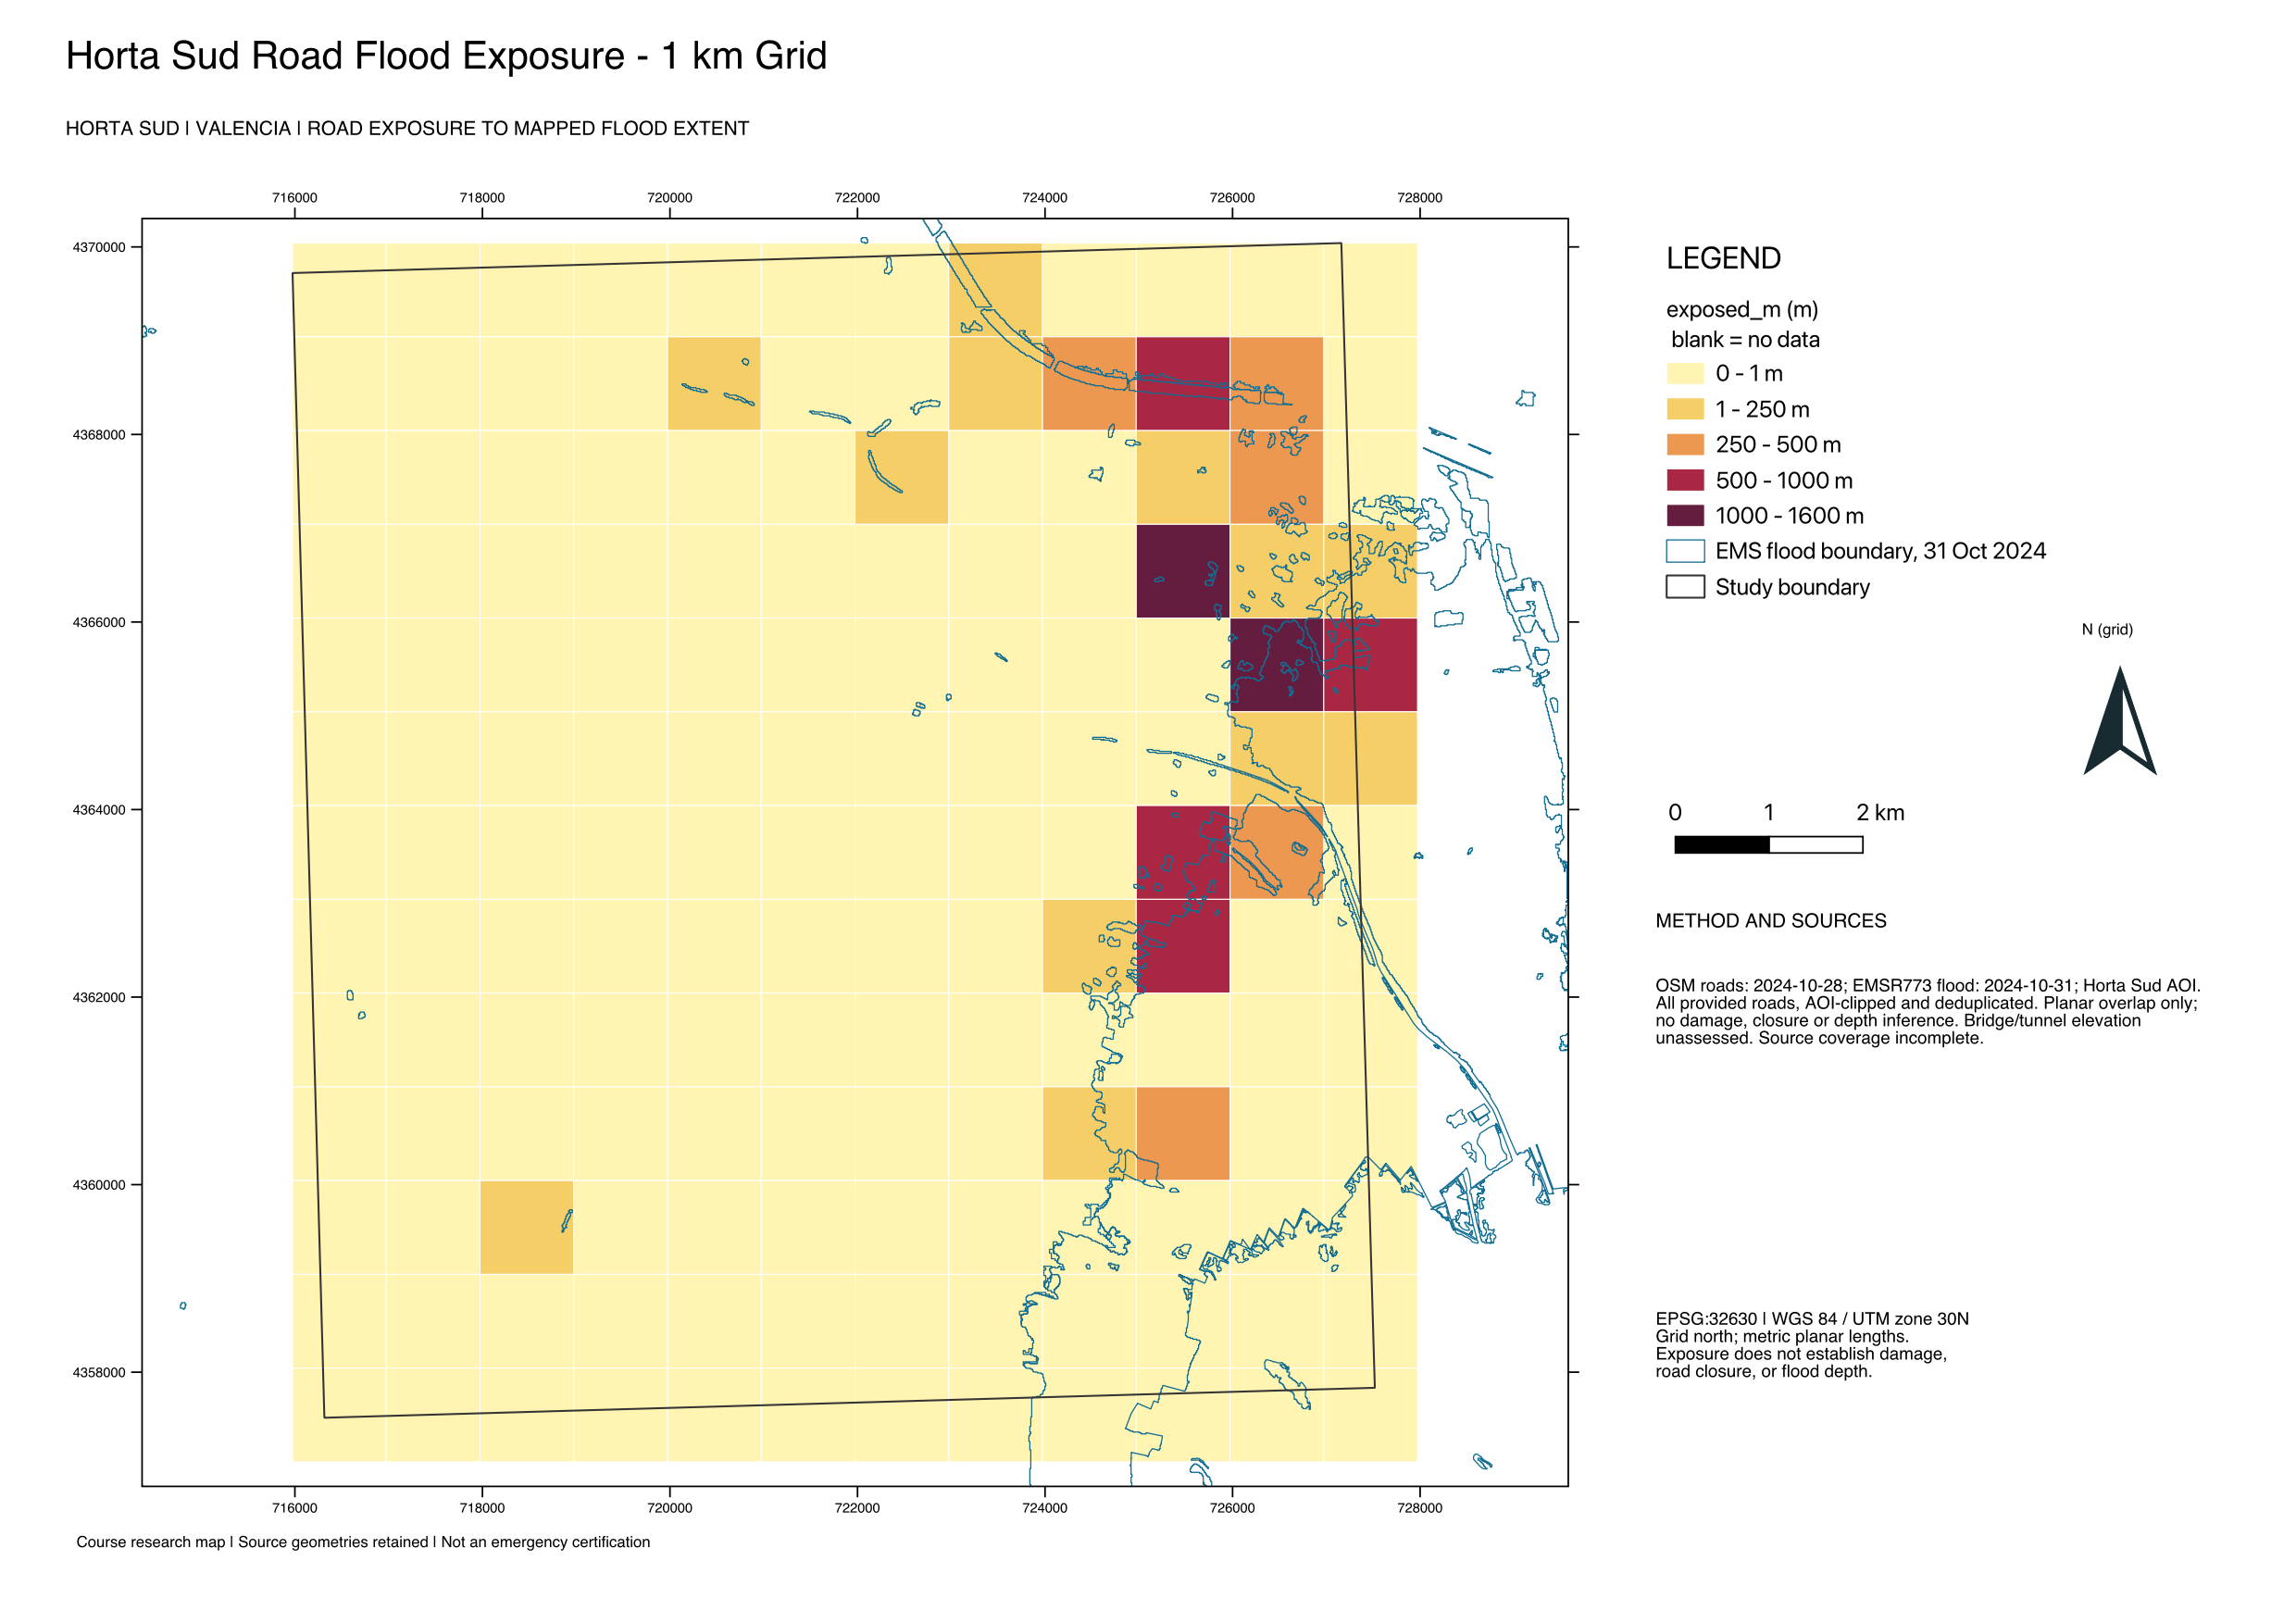 Horta Sud Road Flood Exposure - 1 km Grid
HORTA SUD | VALENCIA | ROAD EXPOSURE TO MAPPED FLOOD EXTENT
716000 718000 720000 722000 724000 726000 728000
4370000
4368000
4366000
4364000
4362000
4360000
4358000
716000 718000 720000 722000 724000 726000 728000
LEGEND
exposed_m (m)
blank = no data
0 - 1 m
1 - 250 m
250 - 500 m
500 - 1000 m
1000 - 1600 m
EMS flood boundary, 31 Oct 2024
Study boundary
N (grid)
0 1 2 km
METHOD AND SOURCES
OSM roads: 2024-10-28; EMSR773 flood: 2024-10-31; Horta Sud AOI.
All provided roads, AOI-clipped and deduplicated. Planar overlap only;
no damage, closure or depth inference. Bridge/tunnel elevation
unassessed. Source coverage incomplete.
EPSG:32630 | WGS 84 / UTM zone 30N
Grid north; metric planar lengths.
Exposure does not establish damage,
road closure, or flood depth.
Course research map | Source geometries retained | Not an emergency certification